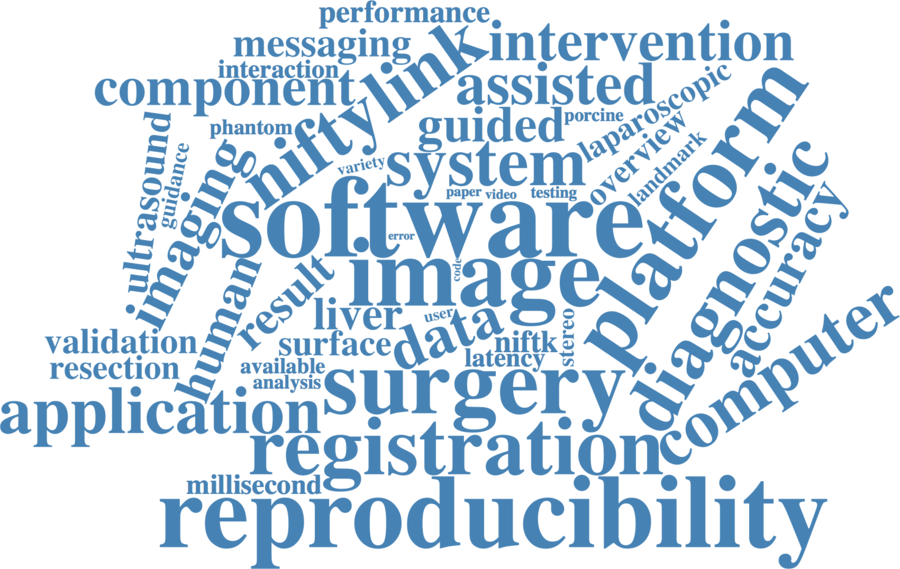 performance
messaging
intervention
interaction
niftylink
component
assisted
laparoscopic
porcine
guided
phantom
overview
ultrasound
guidance
imaging
variety
system
landmark
platform
paper
video
testing
software
error
diagnostic
accuracy
image
code
human
result
liver
user
data
stereo
validation
surface
niftk
latency
resection
available
analysis
surgery
computer
application
registration
millisecond
reproducibility